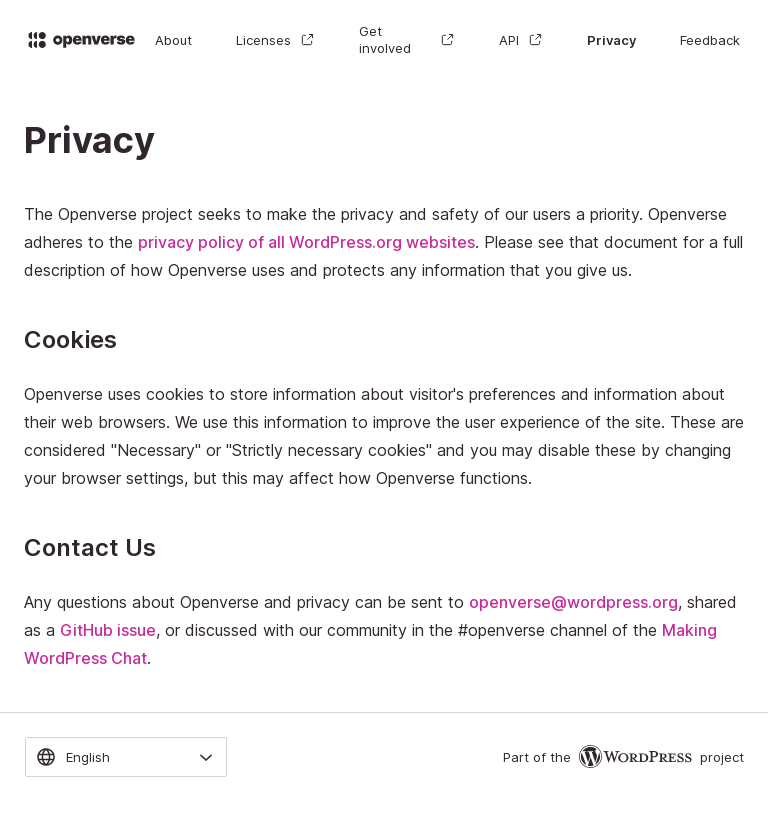 openverse About Licenses Get involved API Privacy Feedback
Privacy
The Openverse project seeks to make the privacy and safety of our users a priority. Openverse
adheres to the privacy policy of all WordPress.org websites. Please see that document for a full
description of how Openverse uses and protects any information that you give us.
Cookies
Openverse uses cookies to store information about visitor's preferences and information about
their web browsers. We use this information to improve the user experience of the site. These are
considered "Necessary" or "Strictly necessary cookies" and you may disable these by changing
your browser settings, but this may affect how Openverse functions.
Contact Us
Any questions about Openverse and privacy can be sent to openverse@wordpress.org, shared
as a GitHub issue, or discussed with our community in the #openverse channel of the Making
WordPress Chat.
English Part of the WORDPRESS project